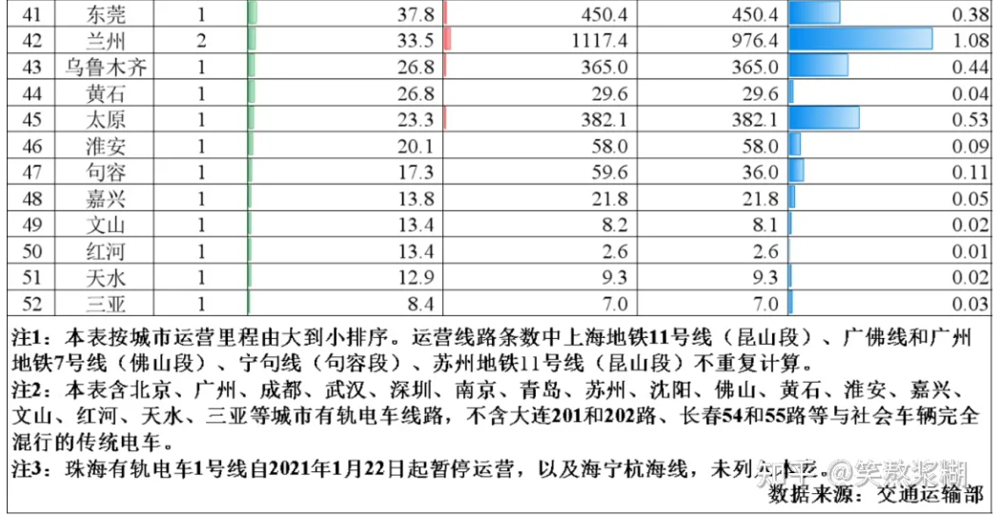 41 东莞 1 37.8 450.4 450.4 0.38
42 兰州 2 33.5 1117.4 976.4 1.08
43 乌鲁木齐 1 26.8 365.0 365.0 0.44
44 黄石 1 26.8 29.6 29.6 0.04
45 太原 1 23.3 382.1 382.1 0.53
46 淮安 1 20.1 58.0 58.0 0.09
47 句容 1 17.3 59.6 36.0 0.11
48 嘉兴 1 13.8 21.8 21.8 0.05
49 文山 1 13.4 8.2 8.1 0.02
50 红河 1 13.4 2.6 2.6 0.01
51 天水 1 12.9 9.3 9.3 0.02
52 三亚 1 8.4 7.0 7.0 0.03
注1：本表按城市运营里程由大到小排序。运营线路条数中上海地铁11号线（昆山段）、广佛线和广州
地铁7号线（佛山段）、宁句线（句容段）、苏州地铁11号线（昆山段）不重复计算。
注2：本表含北京、广州、成都、武汉、深圳、南京、青岛、苏州、沈阳、佛山、黄石、淮安、嘉兴、
文山、红河、天水、三亚等城市有轨电车线路，不含大连201和202路、长春54和55路等与社会车辆完全
混行的传统电车。
注3：珠海有轨电车1号线自2021年1月22日起暂停运营，以及海宁杭海线，未列
知乎 @笑熬浆糊
数据来源：交通运输部